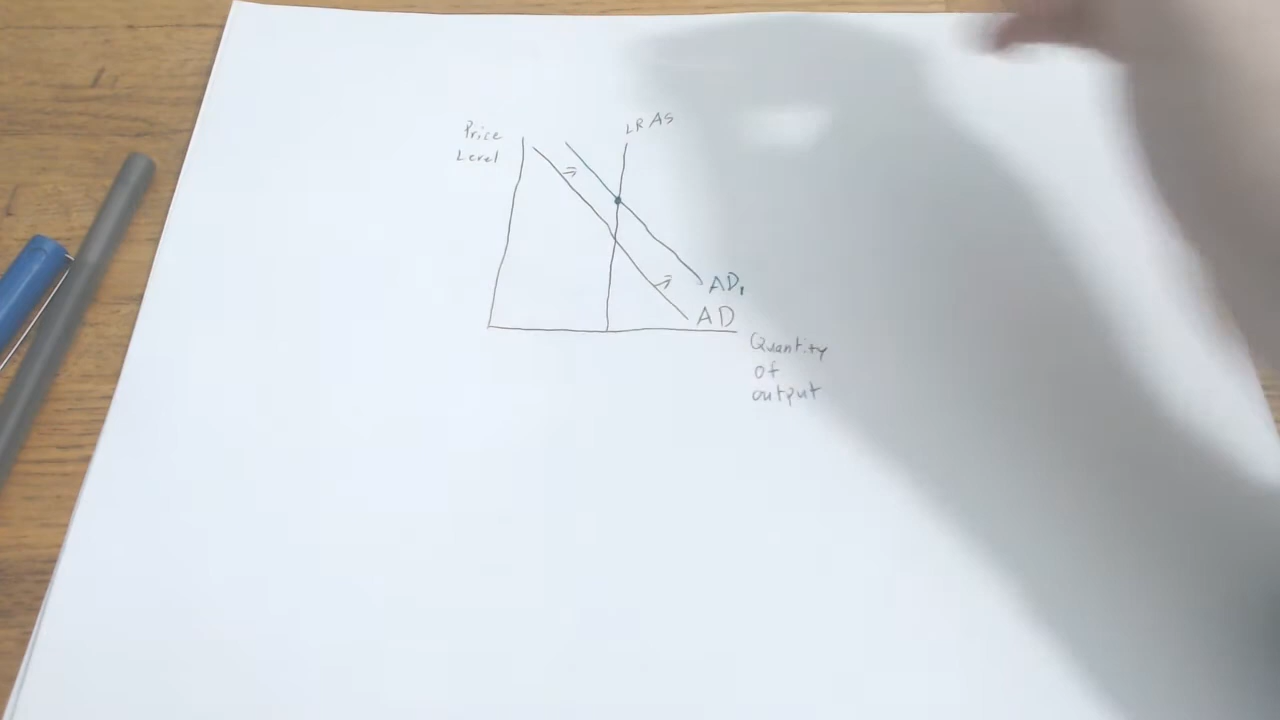 Price
Level
LRAS
AD₁
AD
Quantity
of
output